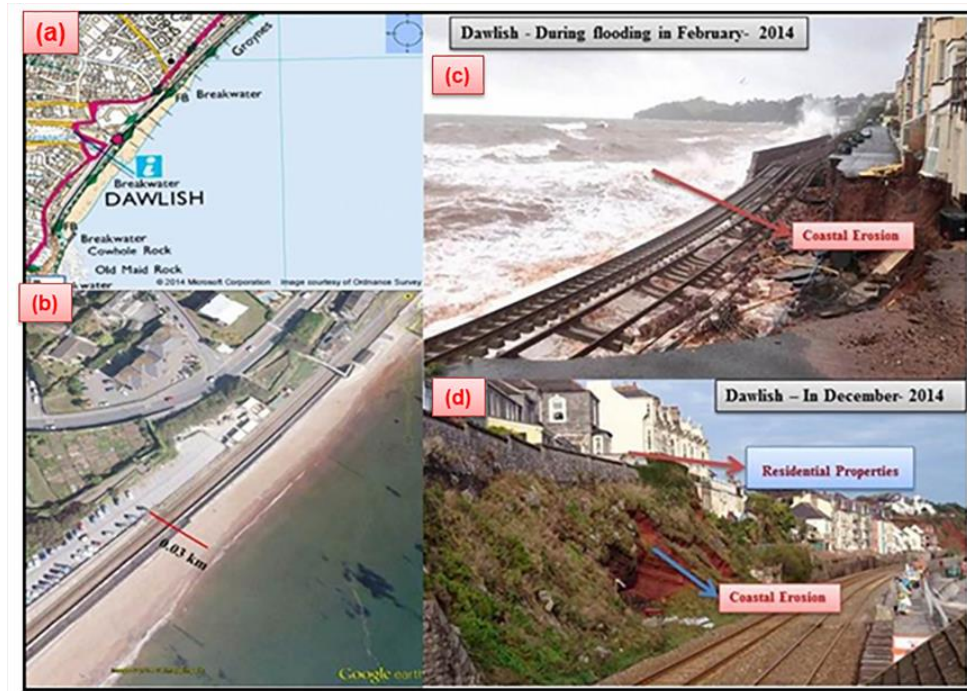 (a)
Groynes
FB
Breakwater
i
Breakwater
DAWLISH
FB
Breakwater
Cowhole Rock
Old Maid Rock
kwater
© 2014 Microsoft Corporation Image courtesy of Ordnance Survey
(b)
0.03 km
Google earth
Dawlish - During flooding in February- 2014
(c)
Coastal Erosion
(d)
Dawlish – In December- 2014
Residential Properties
Coastal Erosion